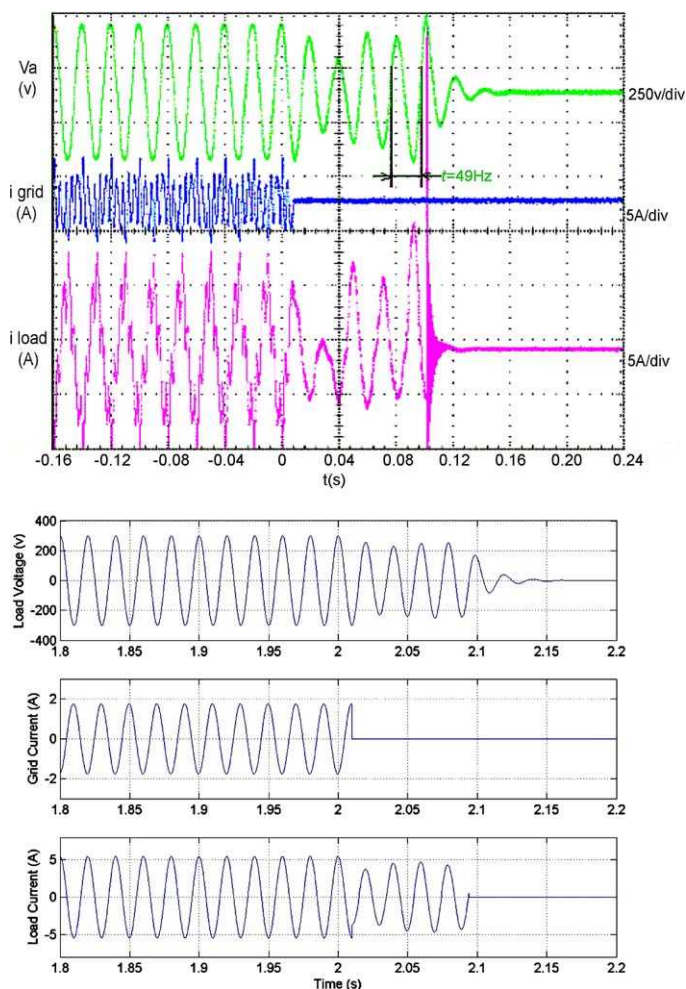 Va
(v)
250v/div
t=49Hz
i grid
(A)
5A/div
i load
(A)
5A/div
-0.16 -0.12 -0.08 -0.04 0 0.04 0.08 0.12 0.16 0.20 0.24
t(s)
Load Voltage (v)
400
200
0
-200
-400
1.8 1.85 1.9 1.95 2 2.05 2.1 2.15 2.2
Grid Current (A)
2
0
-2
1.8 1.85 1.9 1.95 2 2.05 2.1 2.15 2.2
Load Current (A)
5
0
-5
1.8 1.85 1.9 1.95 2 2.05 2.1 2.15 2.2
Time (s)